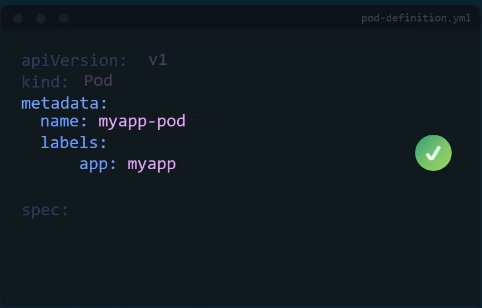 pod-definition.yml
apiVersion: v1
kind: Pod
metadata:
name: myapp-pod
labels:
app: myapp
spec: